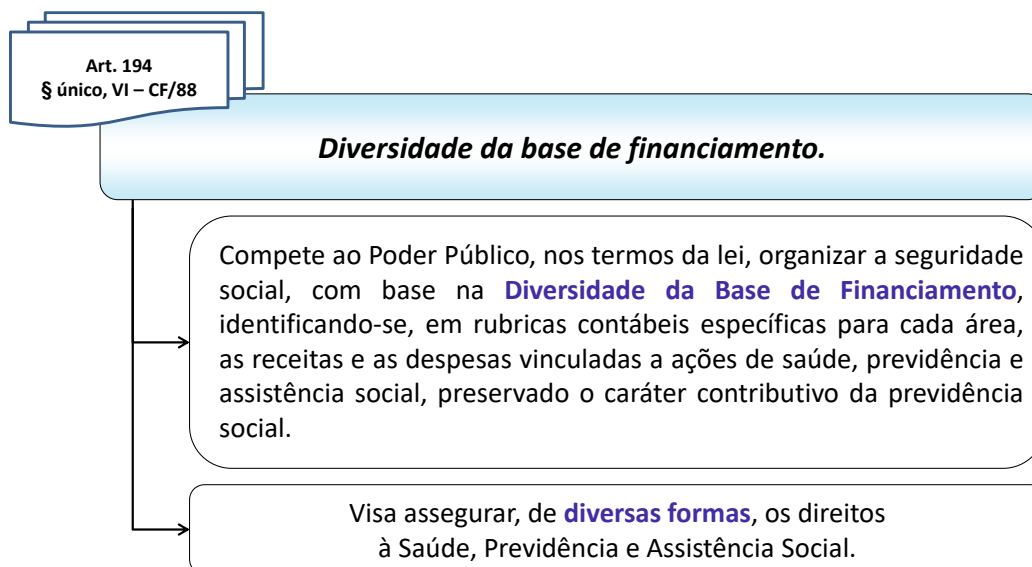 Art. 194
§ único, VI – CF/88
Diversidade da base de financiamento.
Compete ao Poder Público, nos termos da lei, organizar a seguridade
social, com base na Diversidade da Base de Financiamento,
identificando-se, em rubricas contábeis específicas para cada área,
as receitas e as despesas vinculadas a ações de saúde, previdência e
assistência social, preservado o caráter contributivo da previdência
social.
Visa assegurar, de diversas formas, os direitos
à Saúde, Previdência e Assistência Social.